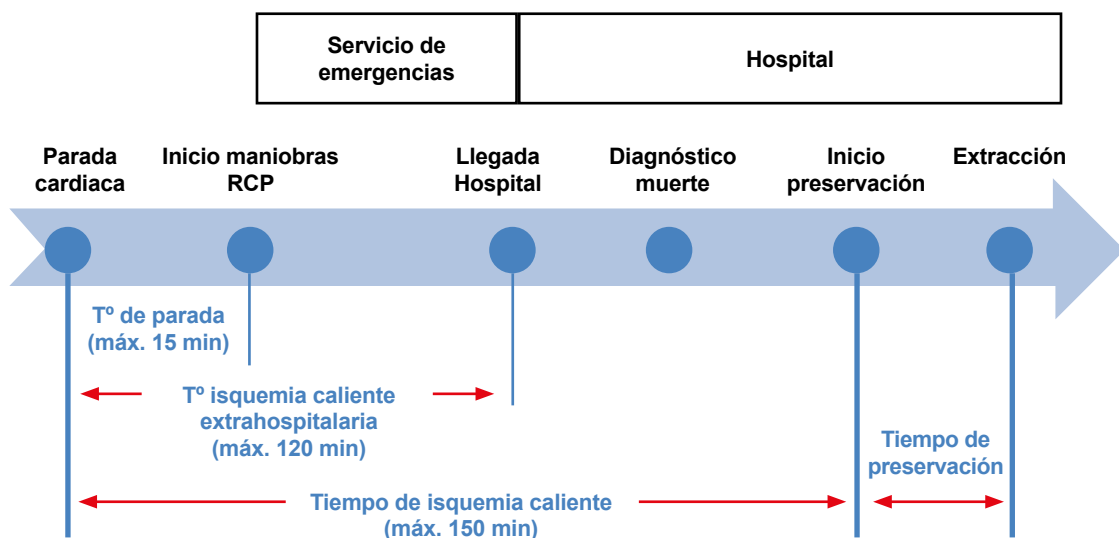 Servicio de
emergencias
Hospital
Parada
cardiaca
Inicio maniobras
RCP
Llegada
Hospital
Diagnóstico
muerte
Inicio
preservación
Extracción
Tº de parada
(máx. 15 min)
Tº isquemia caliente
extrahospitalaria
(máx. 120 min)
Tiempo de
preservación
Tiempo de isquemia caliente
(máx. 150 min)